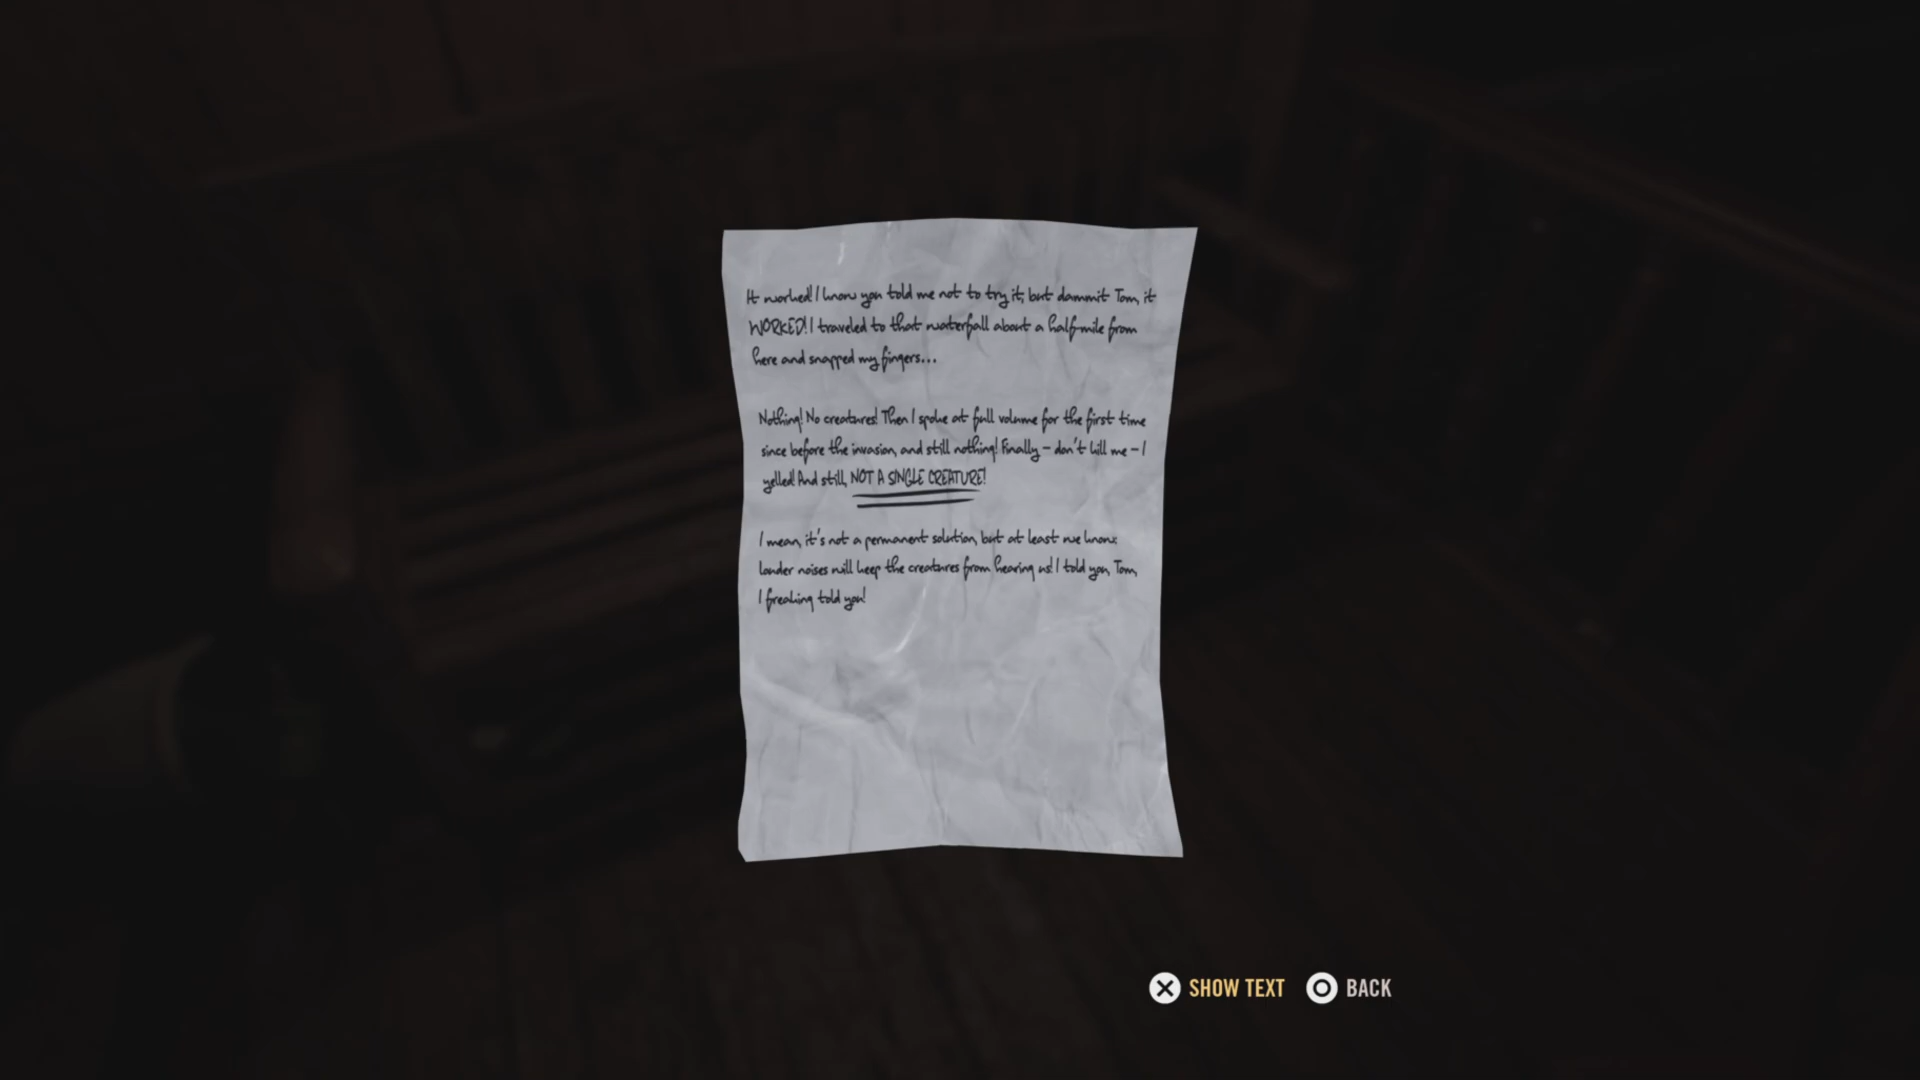 It worked! I know you told me not to try it, but dammit Tom, it
WORKED! I traveled to that waterfall about a half-mile from
here and snapped my fingers...
Nothing! No creatures! Then I spoke at full volume for the first time
since before the invasion, and still nothing! Finally – don't kill me – I
yelled! And still, NOT A SINGLE CREATURE!
I mean, it's not a permanent solution, but at least we know:
louder noises will keep the creatures from hearing us! I told you, Tom,
I freaking told you!
SHOW TEXT BACK